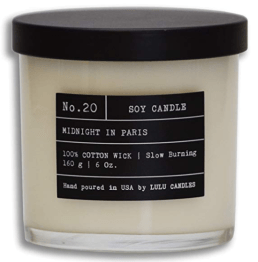 No.20 SOY CANDLE
MIDNIGHT IN PARIS
100% COTTON WICK | Slow Burning
160 g | 6 Oz.
Hand poured in USA by LULU CANDLES